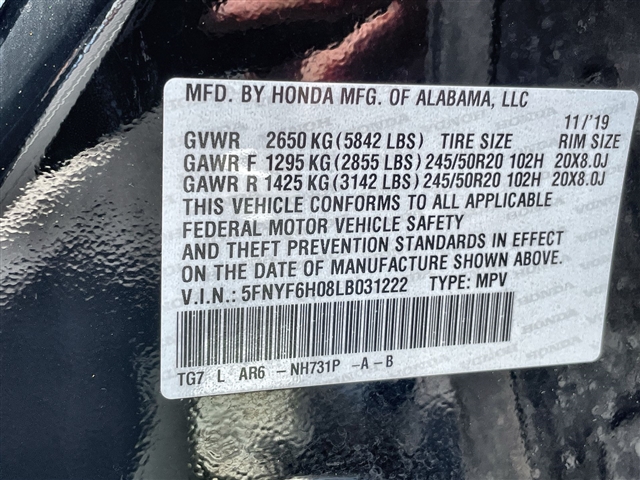 MFD. BY HONDA MFG. OF ALABAMA, LLC
11/'19
GVWR 2650 KG (5842 LBS) TIRE SIZE RIM SIZE
GAWR F 1295 KG (2855 LBS) 245/50R20 102H 20X8.0J
GAWR R 1425 KG (3142 LBS) 245/50R20 102H 20X8.0J
THIS VEHICLE CONFORMS TO ALL APPLICABLE
FEDERAL MOTOR VEHICLE SAFETY
AND THEFT PREVENTION STANDARDS IN EFFECT
ON THE DATE OF MANUFACTURE SHOWN ABOVE.
V.I.N.: 5FNYF6H08LB031222 TYPE: MPV
TG7 L AR6 -NH731P -A-B